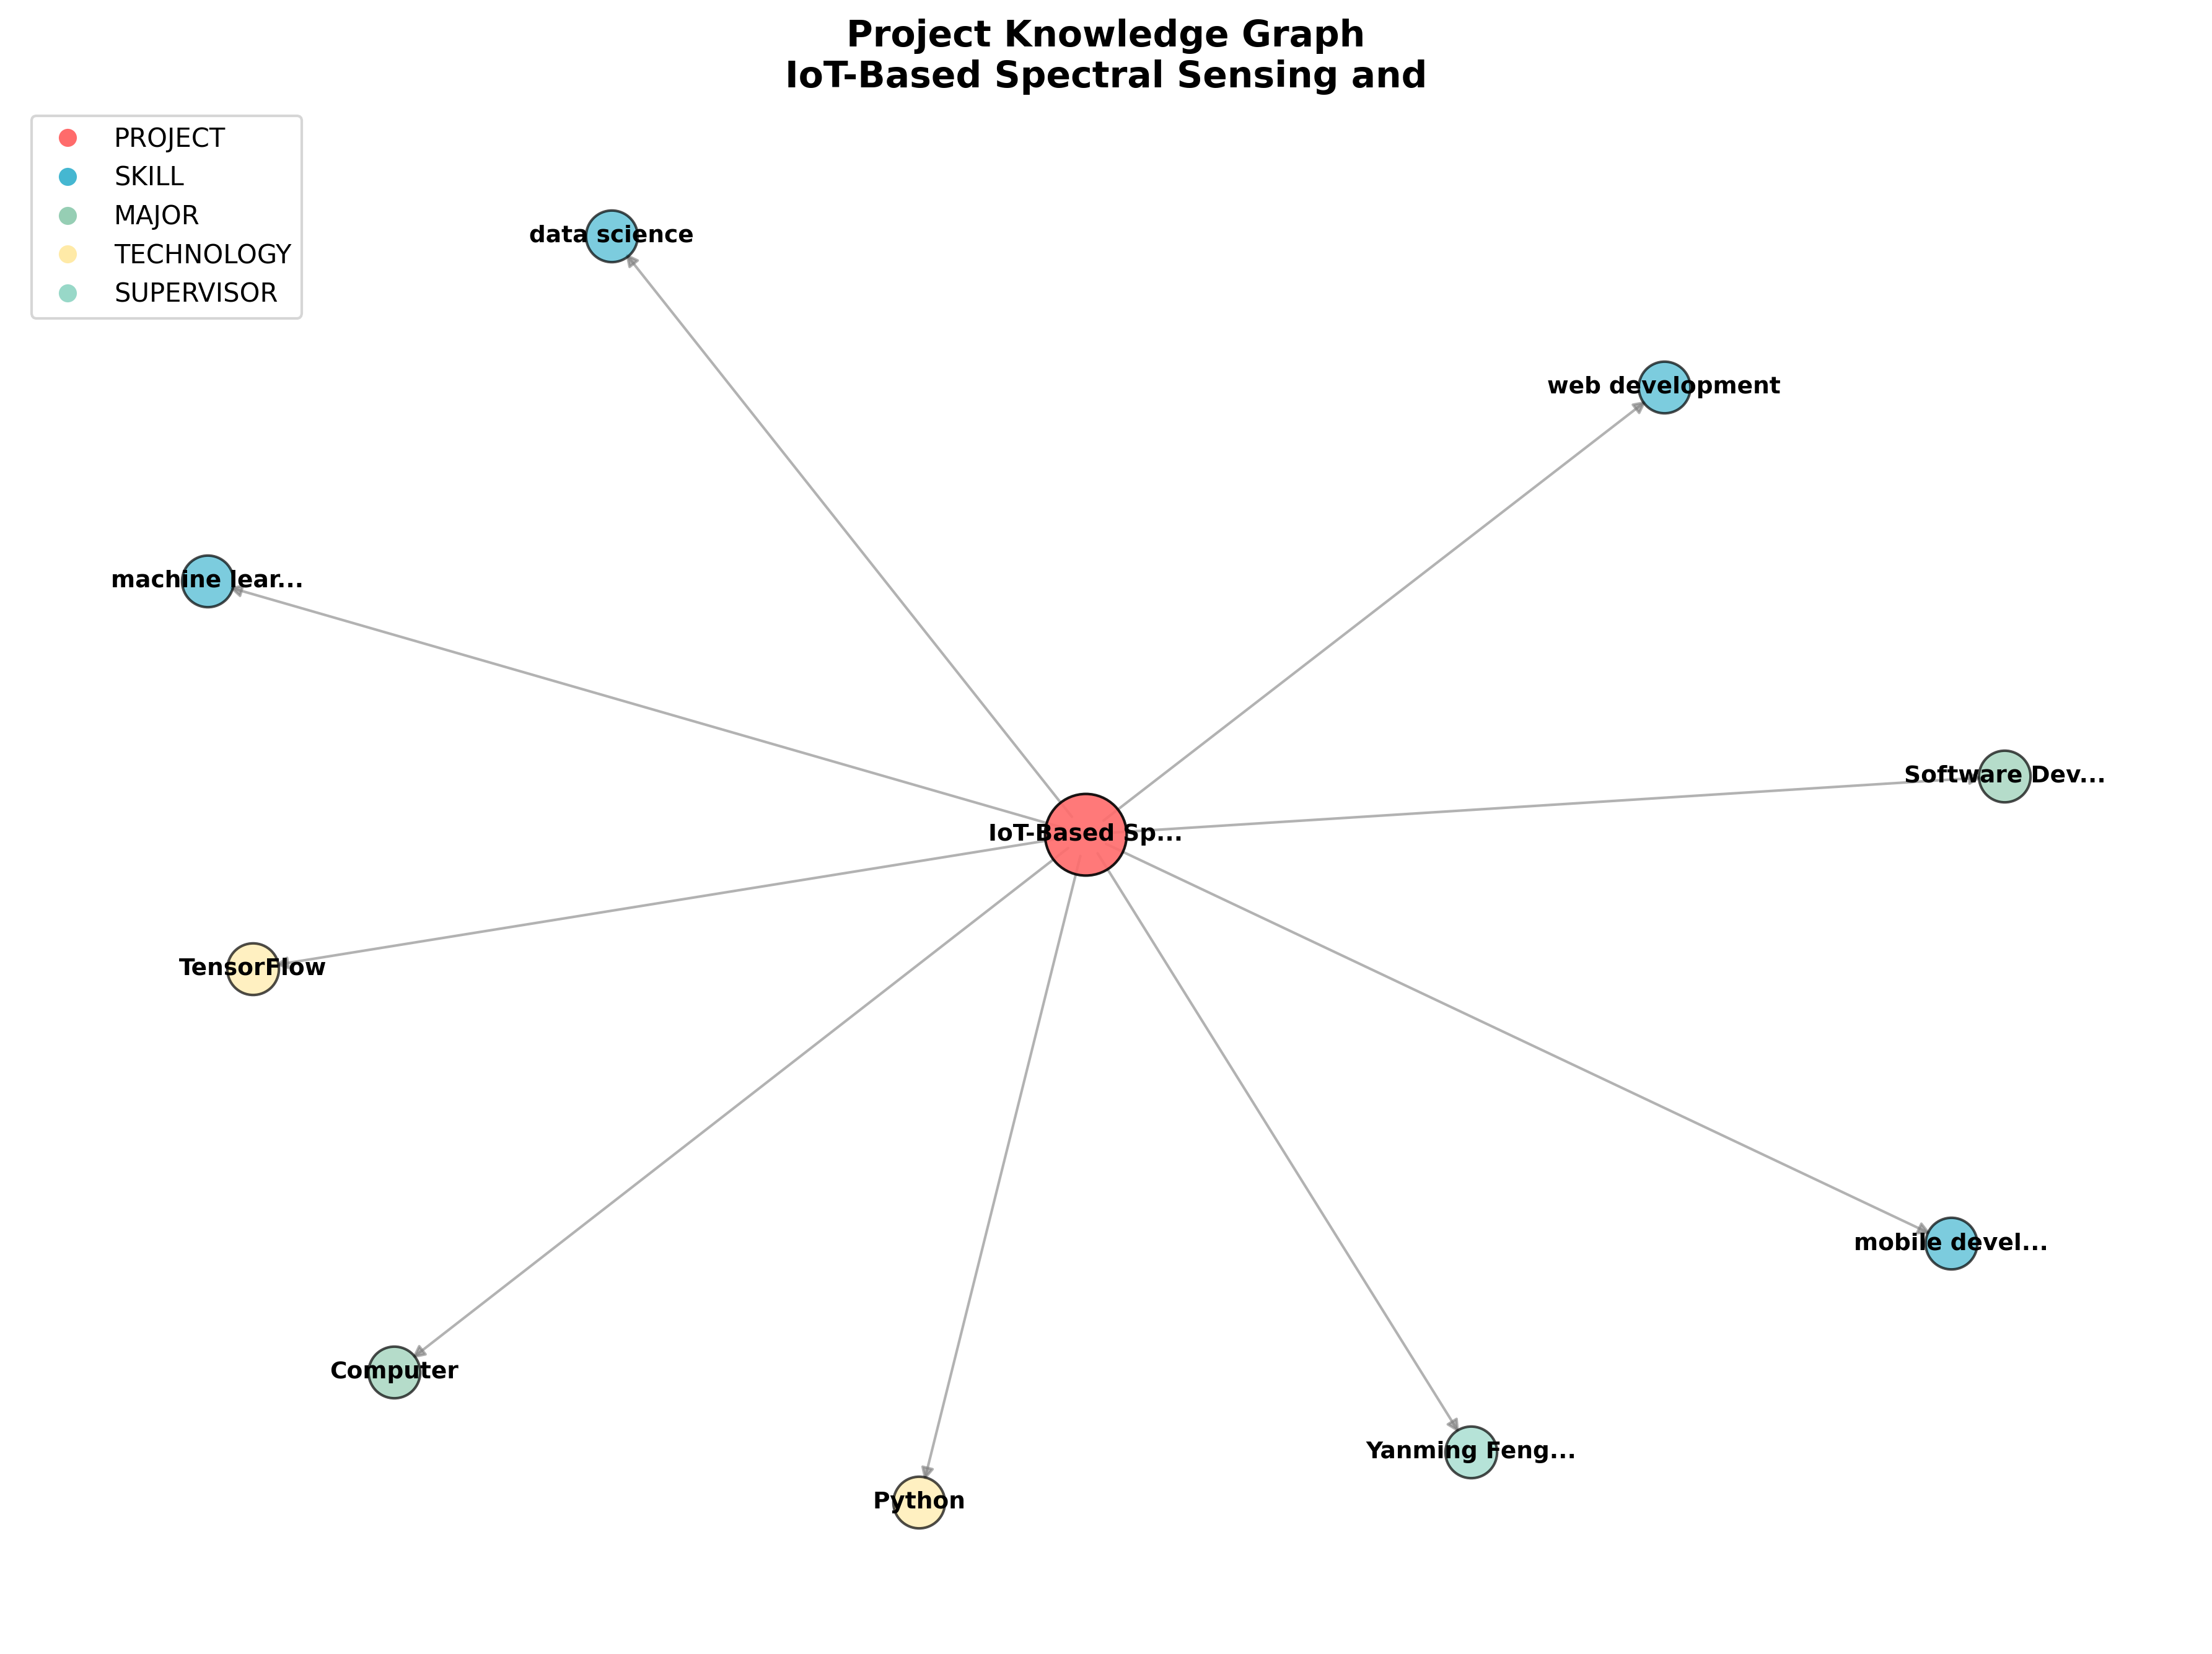 Project Knowledge Graph
IoT-Based Spectral Sensing and
PROJECT
SKILL
MAJOR
TECHNOLOGY
SUPERVISOR
data science
web development
machine lear...
Software Dev...
IoT-Based Sp...
TensorFlow
mobile devel...
Computer
Yanming Feng...
Python